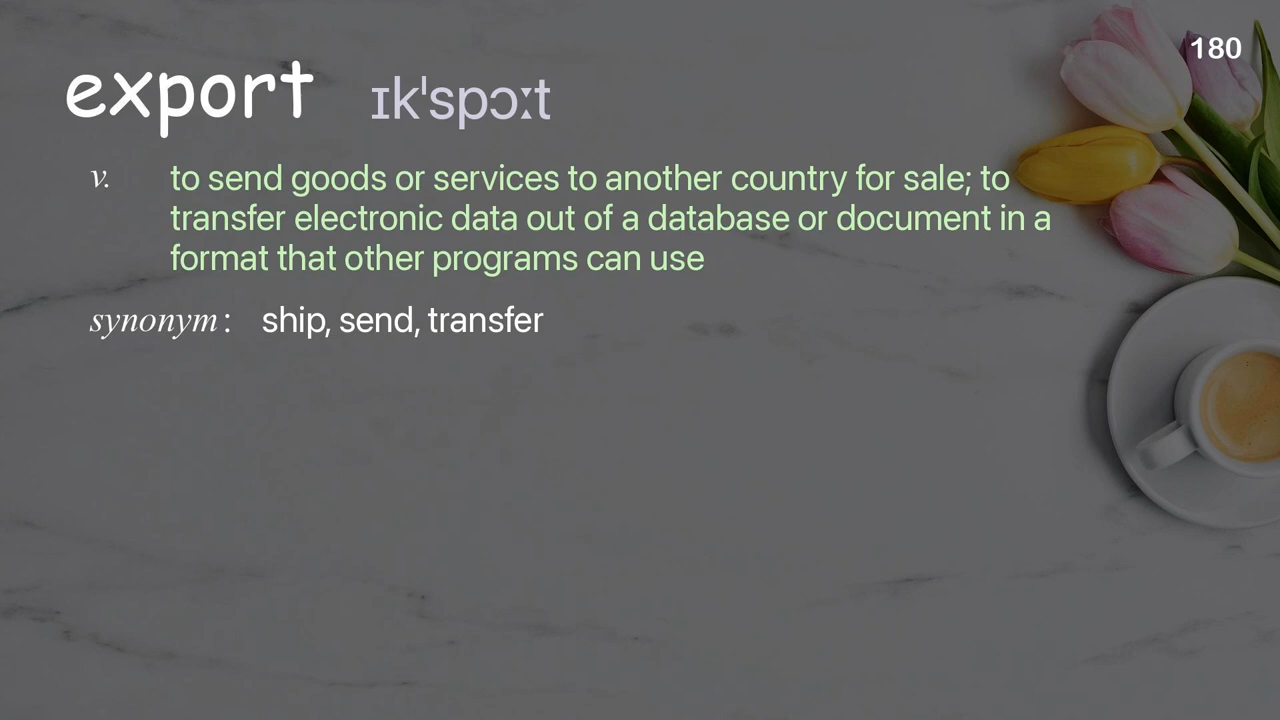 180
export ɪkˈspɔːt
v. to send goods or services to another country for sale; to
transfer electronic data out of a database or document in a
format that other programs can use
synonym: ship, send, transfer